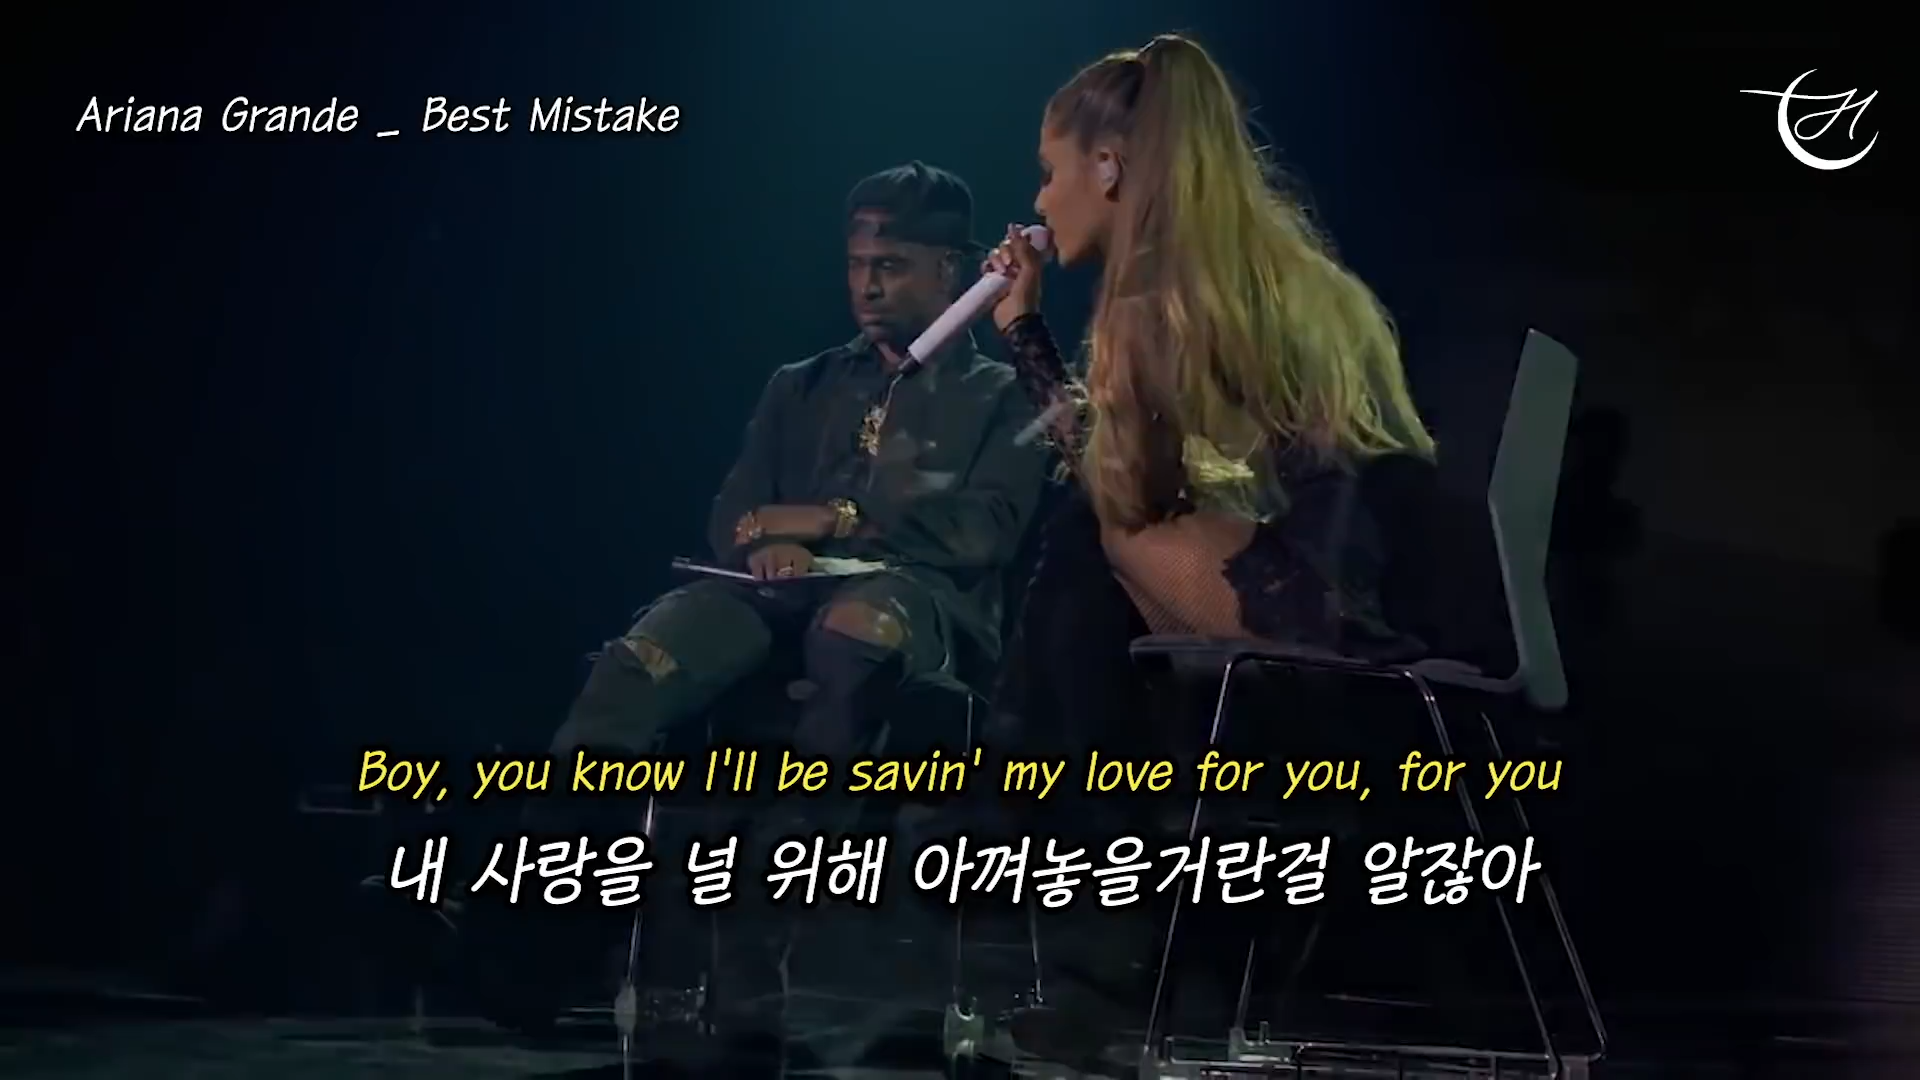 Ariana Grande _ Best Mistake
Boy, you know I'll be savin' my love for you, for you
내 사랑을 널 위해 아껴놓을거란걸 알잖아